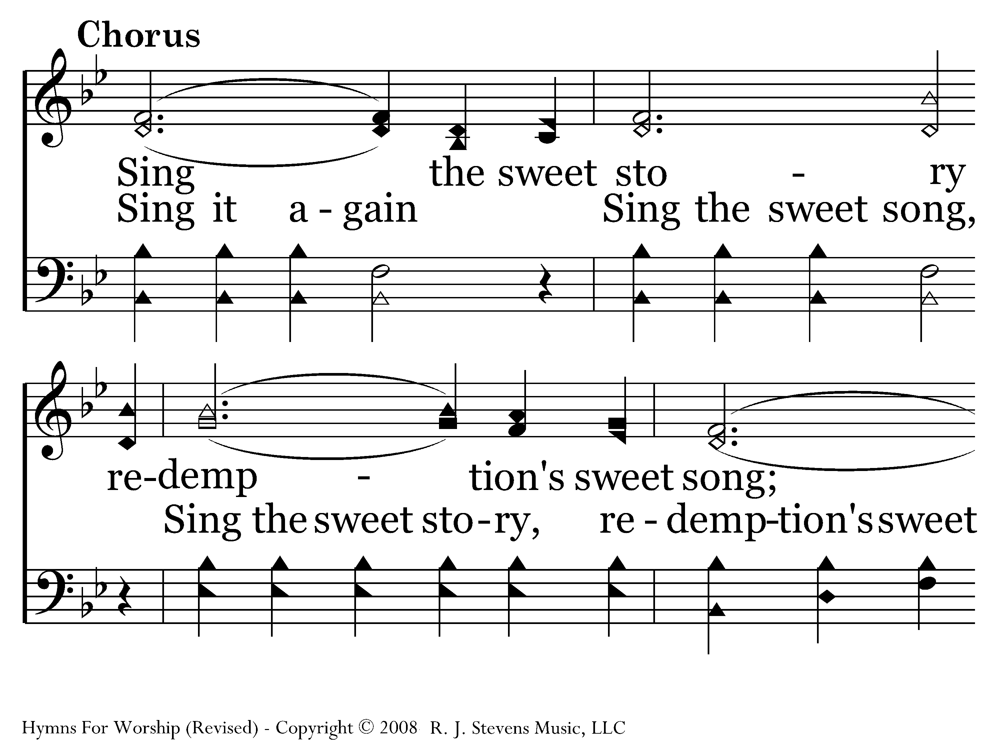 Chorus
Sing the sweet sto - ry
Sing it a - gain Sing the sweet song,
re-demp - tion's sweet song;
Sing the sweet sto-ry, re - demp-tion's sweet
Hymns For Worship (Revised) - Copyright © 2008 R. J. Stevens Music, LLC